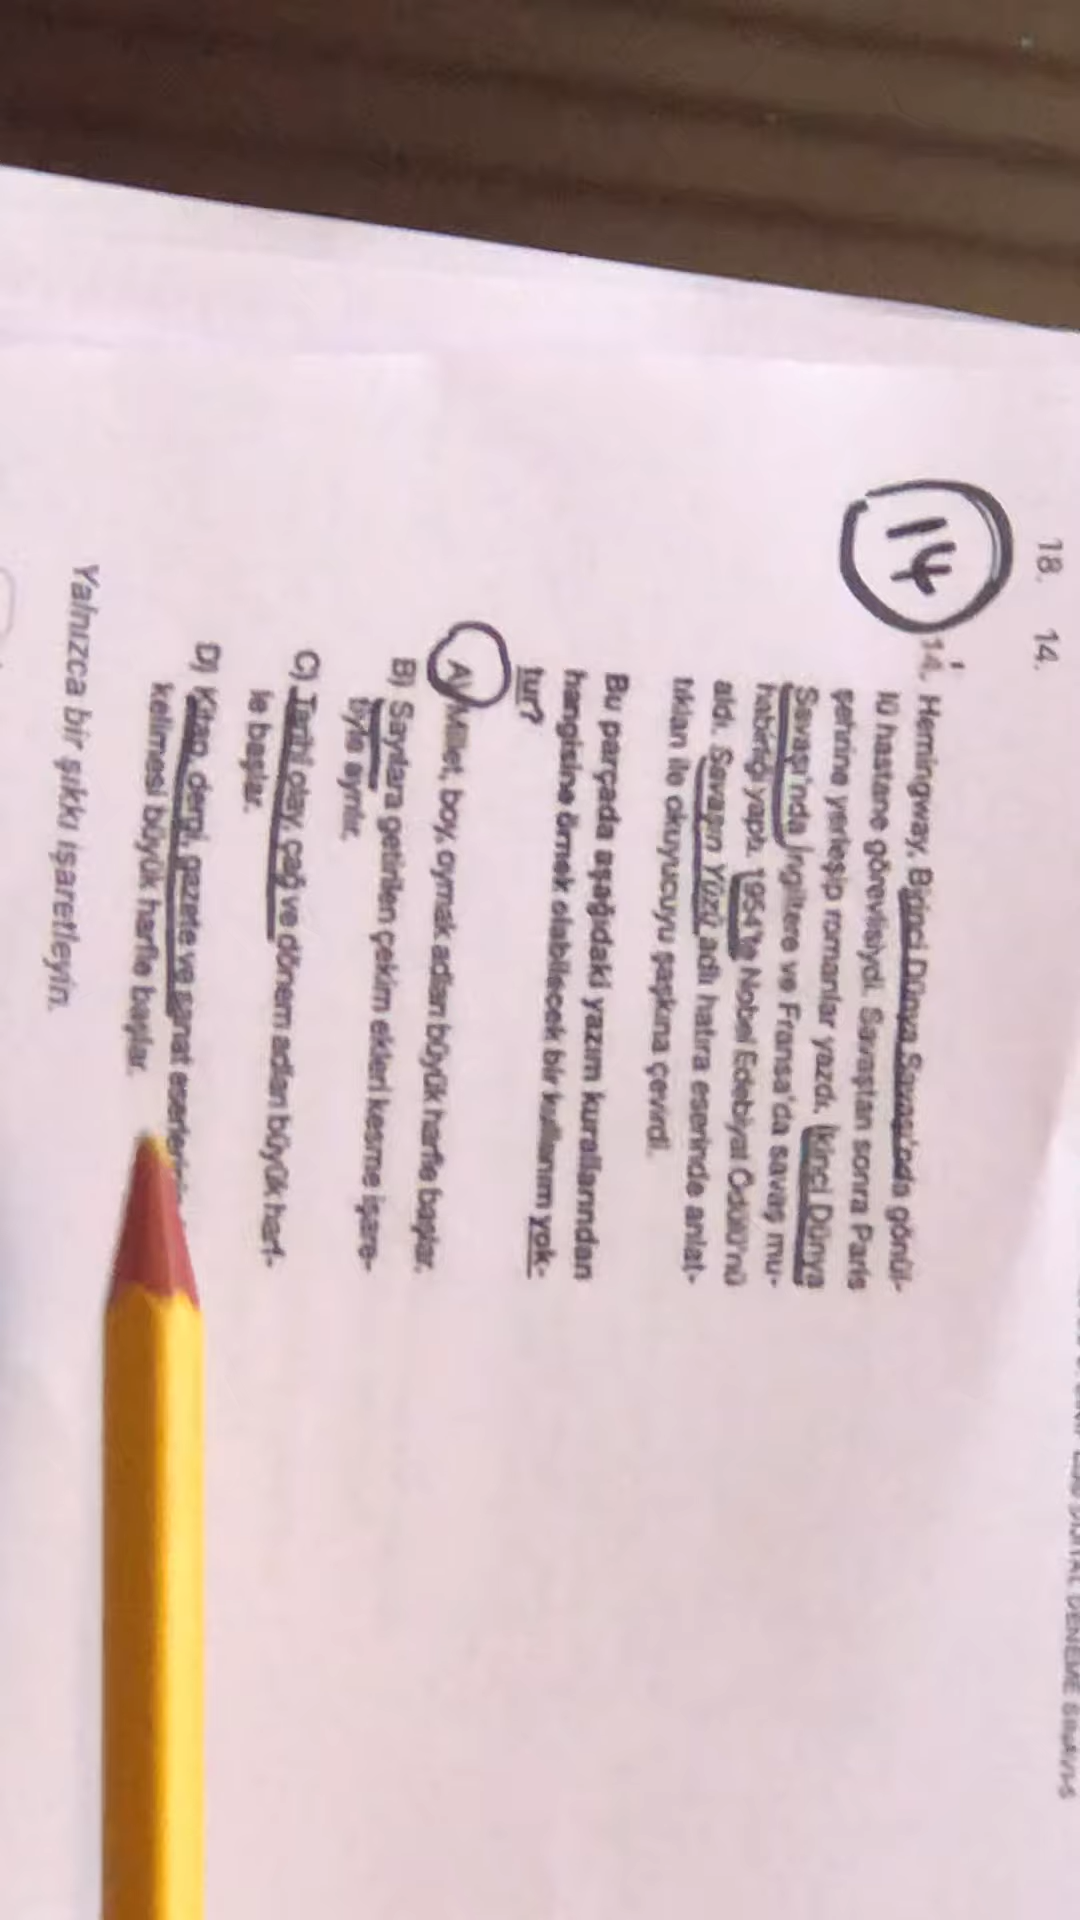 18. 14.
14
14. Hemingway, Birinci Dünya Savaşı'nda gönül-
lü hastane görevlisiydi. Savaştan sonra Paris
şehrine yerleşip romanlar yazdı. İkinci Dünya
Savaşı'nda İngiltere ve Fransa'da savaş mu-
habirliği yaptı. 1954'te Nobel Edebiyat Ödülü'nü
aldı. Savaşın Yüzü adlı hatıra eserinde anlat-
tıkları ile okuyucuyu şaşkına çevirdi.
Bu parçada aşağıdaki yazım kurallarından
hangisine örnek olabilecek bir kullanım yok-
tur?
A) Millet, boy, oymak adları büyük harfle başlar.
B) Sayılara getirilen çekim ekleri kesme işare-
tiyle ayrılır.
C) Tarihî olay, çağ ve dönem adları büyük harf-
le başlar.
D) Kitap, dergi, gazete ve sanat
kelimesi büyük harfle başlar.
Yalnızca bir şıkkı işaretleyin.
DİJİTAL DENEME